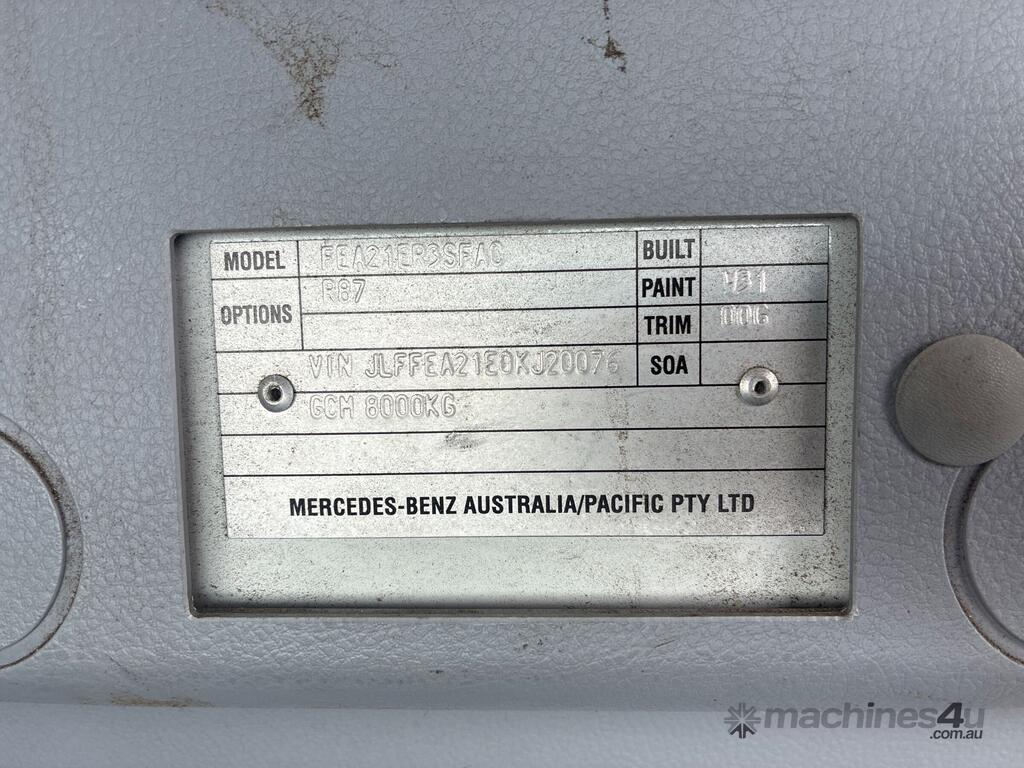 MODEL FEA21ER3SFAC BUILT
OPTIONS R87 PAINT
TRIM 006
VIN JLFFEA21E0KJ20076 SOA
GCM 8000KG
MERCEDES-BENZ AUSTRALIA/PACIFIC PTY LTD
machines4u
.com.au